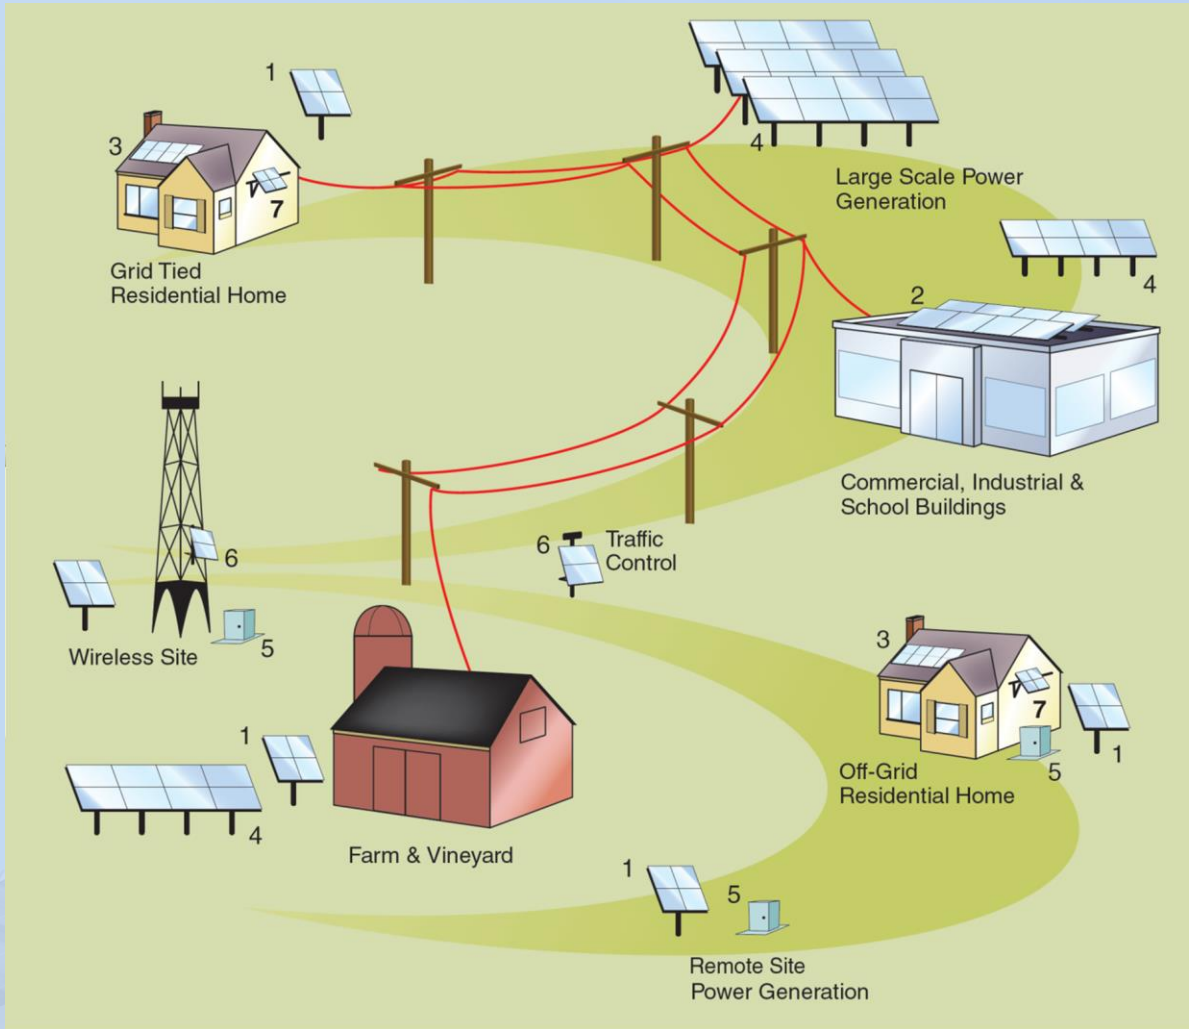 1
3
4
7
Large Scale Power
Generation
Grid Tied
Residential Home
4
2
Commercial, Industrial &
School Buildings
6
6
Traffic
Control
5
Wireless Site
3
7
1
5
1
Off-Grid
Residential Home
4
Farm & Vineyard
1
5
Remote Site
Power Generation